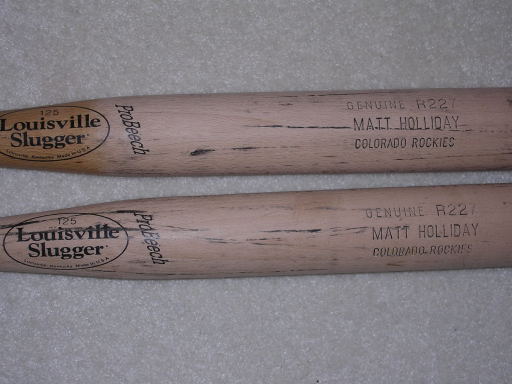 125
Louisville
Slugger
ProBeech
GENUINE R227
MATT HOLLIDAY
COLORADO ROCKIES
125
Louisville
Slugger
ProBeech
GENUINE R227
MATT HOLLIDAY
COLORADO ROCKIES